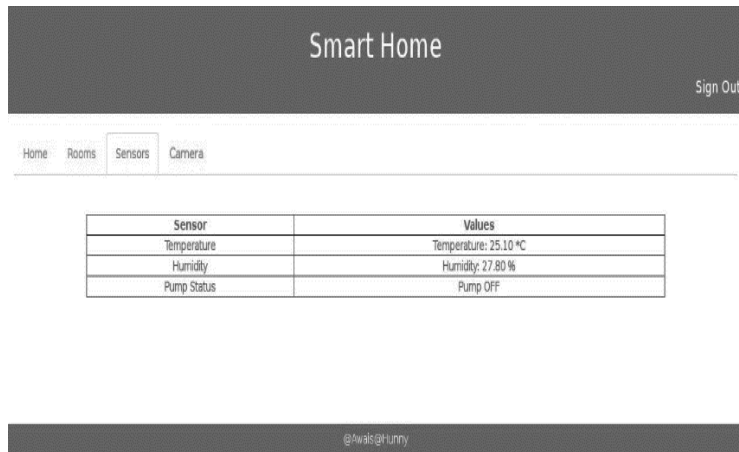 Smart Home
Sign Out
Home Rooms Sensors Camera
Sensor Values
Temperature Temperature: 25.10 *C
Humidity Humidity: 27.80 %
Pump Status Pump OFF
@Awais@Hunny